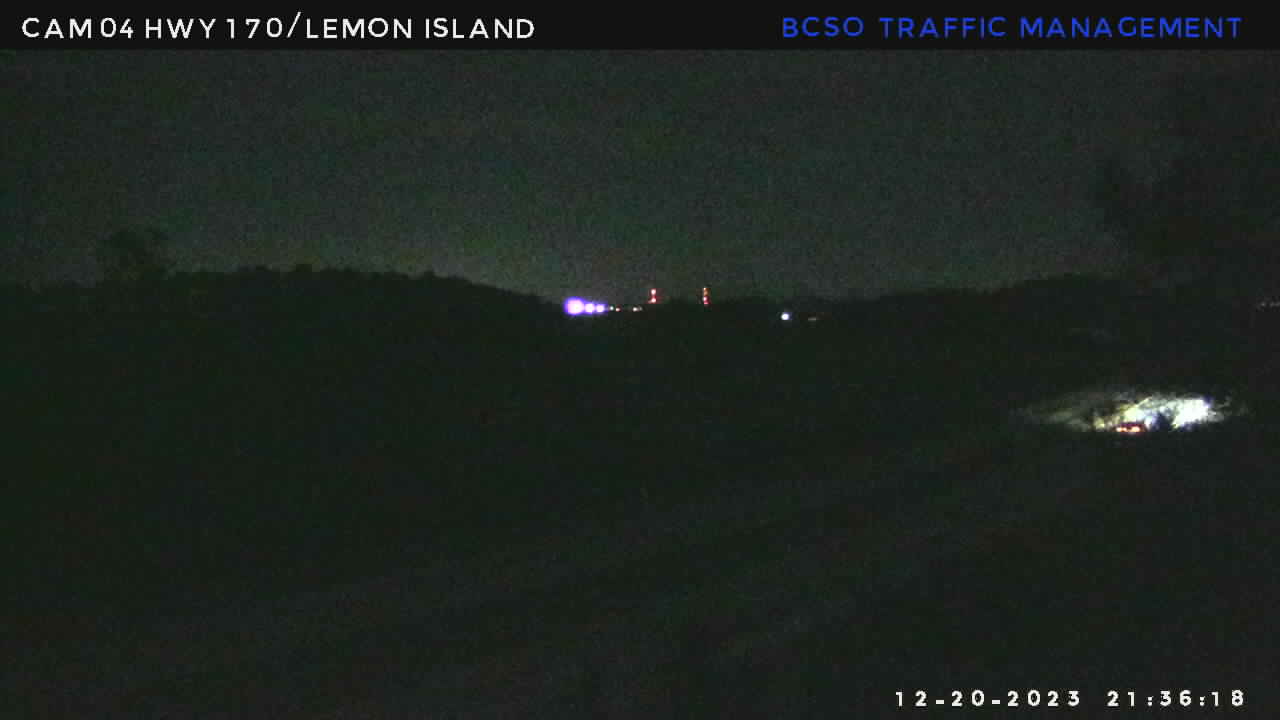 CAM04 HWY 170/LEMON ISLAND
BCSO TRAFFIC MANAGEMENT
12-20-2023 21:36:18